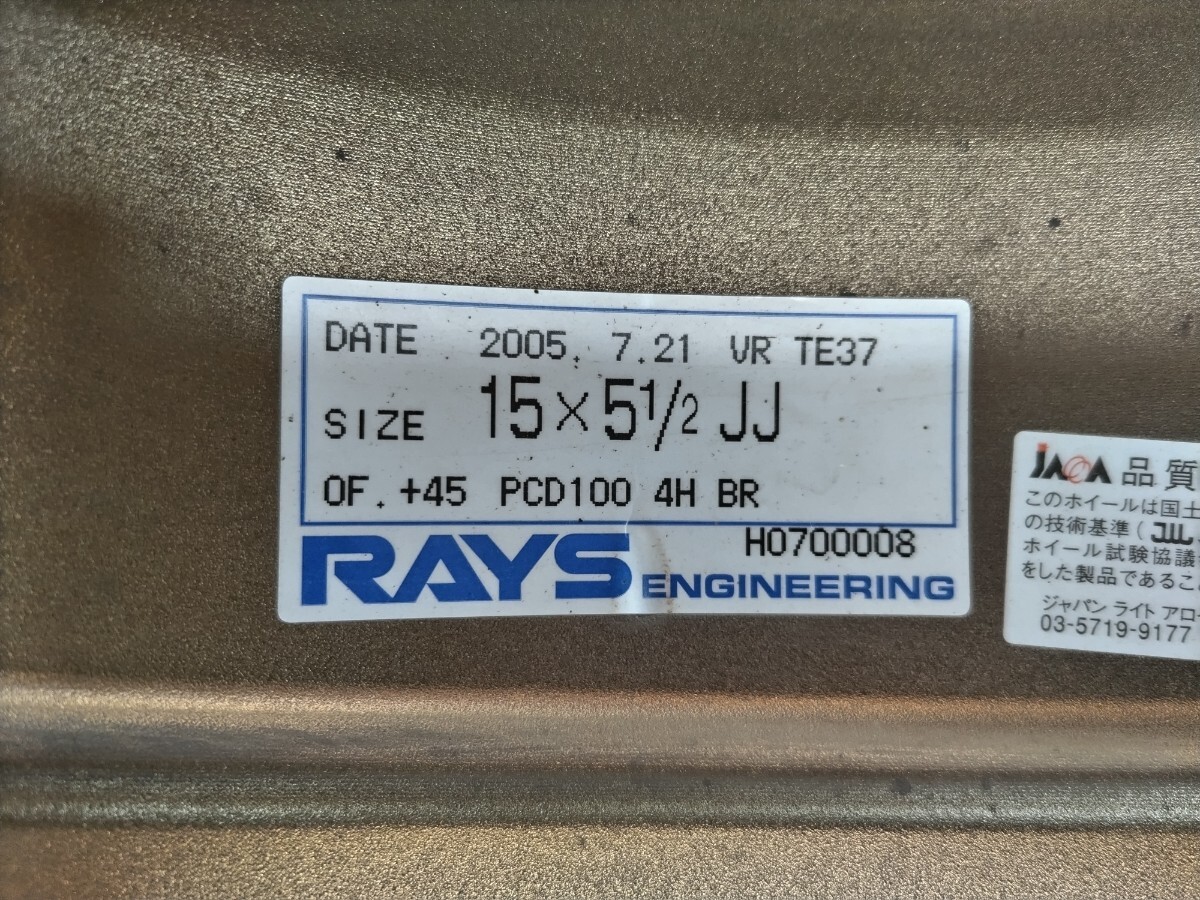 DATE 2005. 7.21 VR TE37
SIZE 15×5½ JJ
OF. +45 PCD100 4H BR
H0700008
RAYS ENGINEERING
JAWA 品質
このホイールは国土
の技術基準(JWL
ホイール試験協議
をした製品であるこ
ジャパン ライト アロ
03-5719-9177